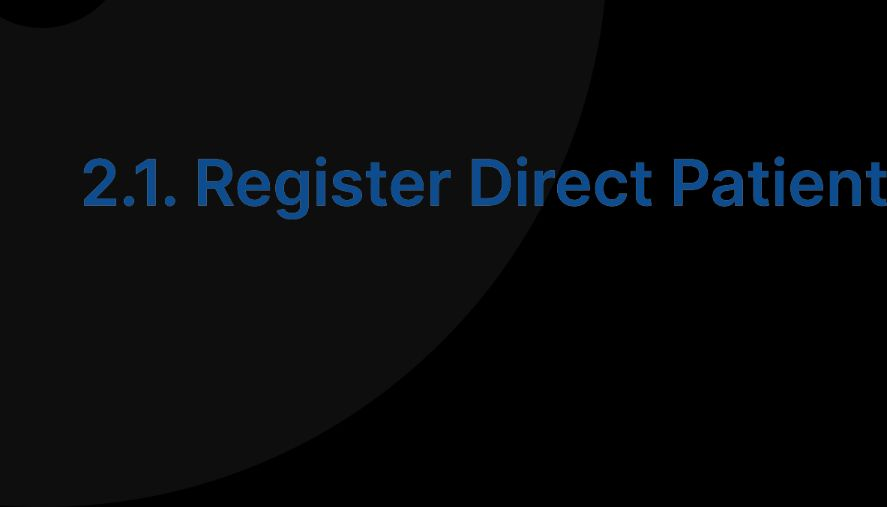 2.1. Register Direct Patient